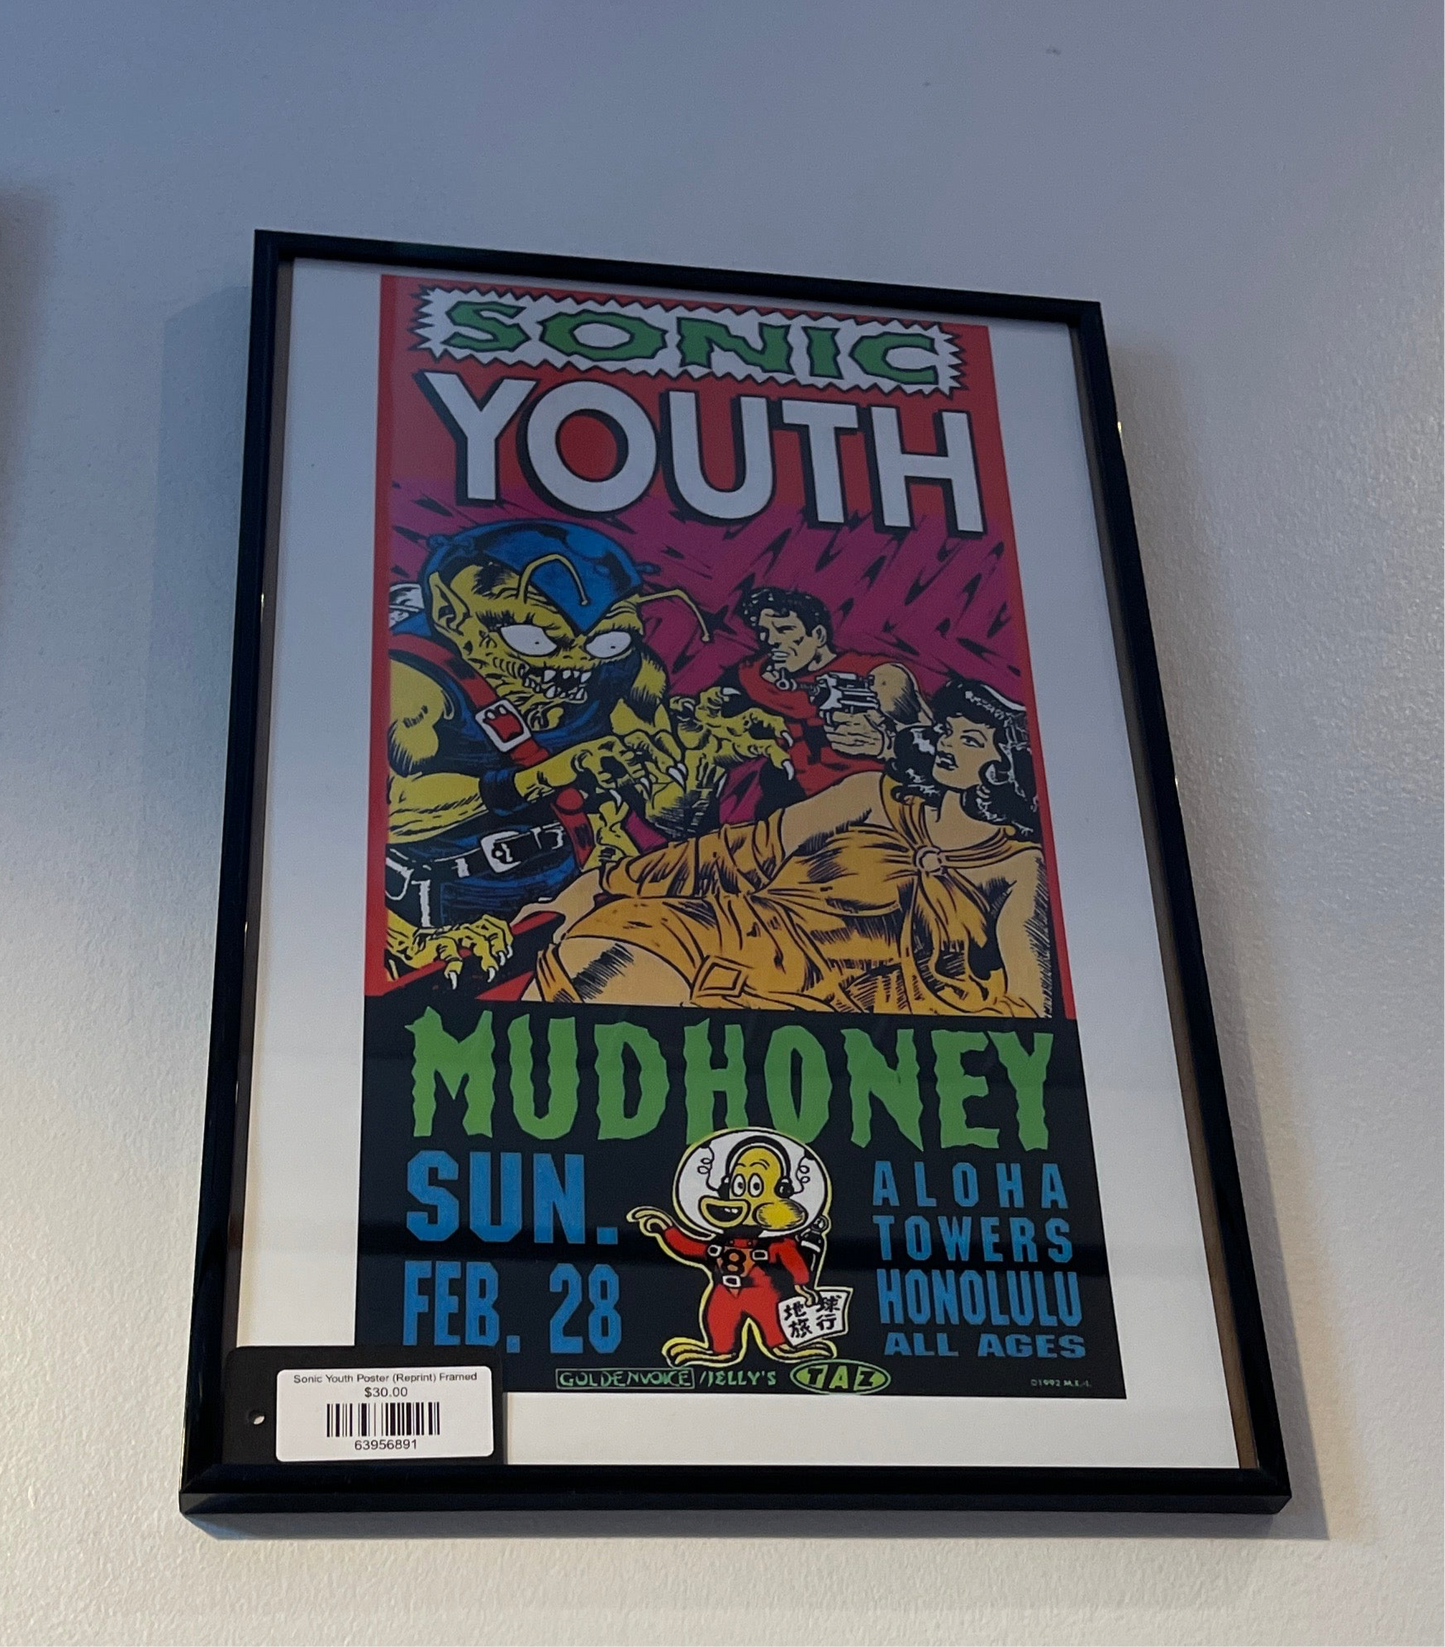 SONIC
YOUTH
MUDHONEY
SUN.
FEB. 28
8
地球
旅行
ALOHA
TOWERS
HONOLULU
ALL AGES
GOLDENVOICE/JELLY'S TAZ
©1992 M.E.I.
Sonic Youth Poster (Reprint) Framed
$30.00
63956891